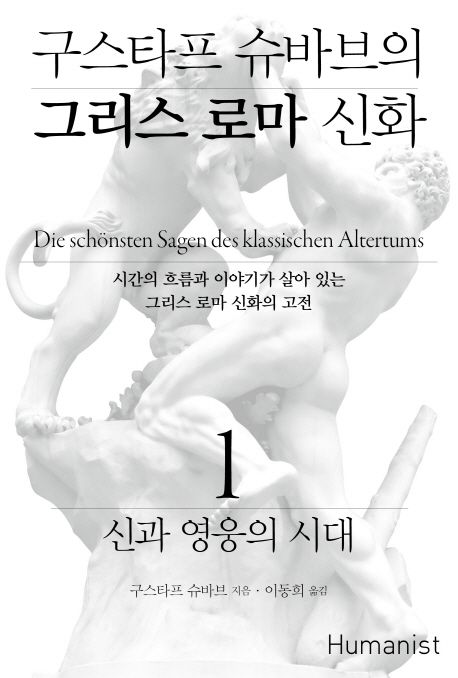 구스타프 슈바브의
그리스 로마 신화
Die schönsten Sagen des klassischen Altertums
시간의 흐름과 이야기가 살아 있는
그리스 로마 신화의 고전
1
신과 영웅의 시대
구스타프 슈바브 지음 · 이동희 옮김
Humanist